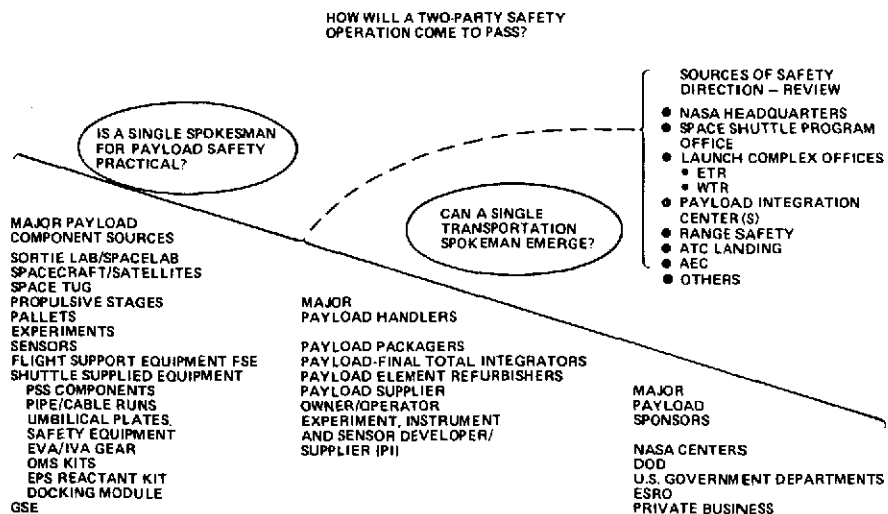 HOW WILL A TWO-PARTY SAFETY
OPERATION COME TO PASS?
IS A SINGLE SPOKESMAN
FOR PAYLOAD SAFETY
PRACTICAL?
CAN A SINGLE
TRANSPORTATION
SPOKEMAN EMERGE?
SOURCES OF SAFETY
DIRECTION – REVIEW
● NASA HEADQUARTERS
● SPACE SHUTTLE PROGRAM
OFFICE
● LAUNCH COMPLEX OFFICES
• ETR
• WTR
● PAYLOAD INTEGRATION
CENTER(S)
● RANGE SAFETY
● ATC LANDING
● AEC
● OTHERS
MAJOR PAYLOAD
COMPONENT SOURCES
SORTIE LAB/SPACELAB
SPACECRAFT/SATELLITES
SPACE TUG
PROPULSIVE STAGES
PALLETS
EXPERIMENTS
SENSORS
FLIGHT SUPPORT EQUIPMENT FSE
SHUTTLE SUPPLIED EQUIPMENT
PSS COMPONENTS
PIPE/CABLE RUNS
UMBILICAL PLATES,
SAFETY EQUIPMENT
EVA/IVA GEAR
OMS KITS
EPS REACTANT KIT
DOCKING MODULE
GSE
MAJOR
PAYLOAD HANDLERS
PAYLOAD PACKAGERS
PAYLOAD-FINAL TOTAL INTEGRATORS
PAYLOAD ELEMENT REFURBISHERS
PAYLOAD SUPPLIER
OWNER/OPERATOR
EXPERIMENT, INSTRUMENT
AND SENSOR DEVELOPER/
SUPPLIER (PI)
MAJOR
PAYLOAD
SPONSORS
NASA CENTERS
DOD
U.S. GOVERNMENT DEPARTMENTS
ESRO
PRIVATE BUSINESS